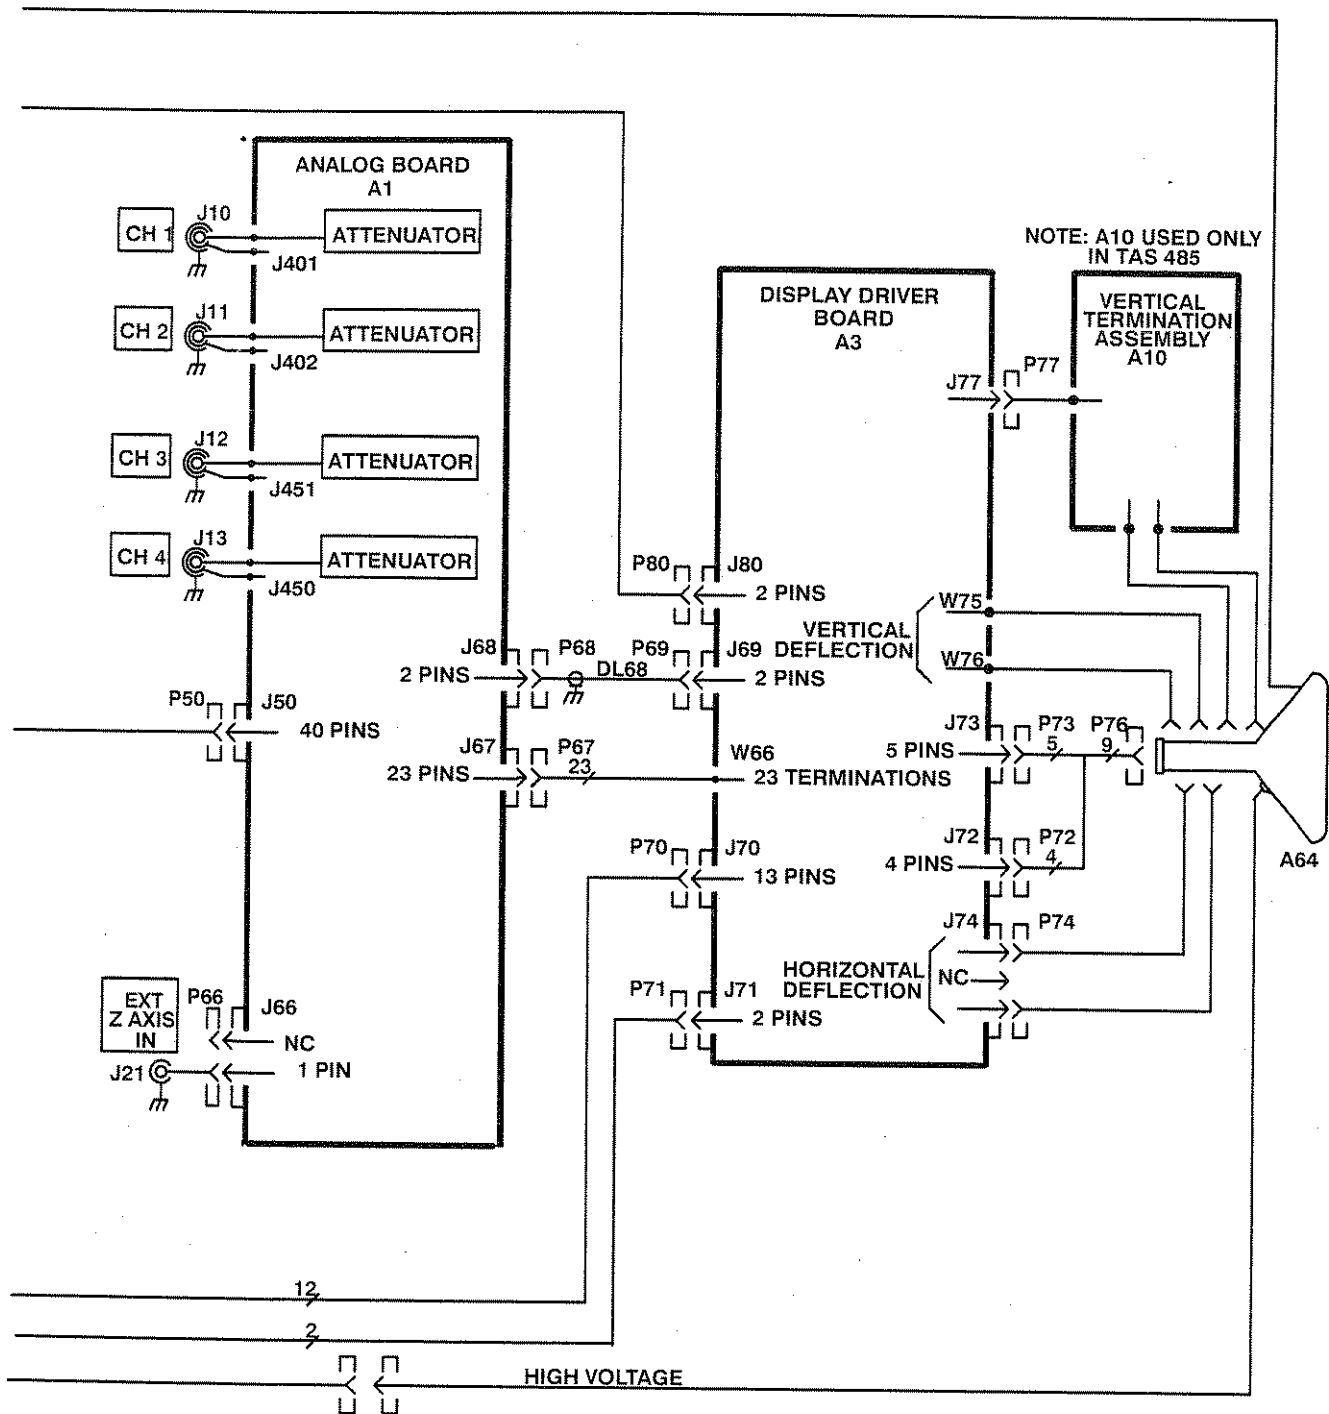 ANALOG BOARD
A1
CH 1
J10
ATTENUATOR
J401
CH 2
J11
ATTENUATOR
J402
CH 3
J12
ATTENUATOR
J451
CH 4
J13
ATTENUATOR
J450
NOTE: A10 USED ONLY
IN TAS 485
DISPLAY DRIVER
BOARD
A3
VERTICAL
TERMINATION
ASSEMBLY
A10
J77
P77
P80
J80
2 PINS
W75
VERTICAL
DEFLECTION
W76
J68
P68
2 PINS
DL68
P69
J69
2 PINS
P50
J50
40 PINS
J67
P67
23 PINS
23
W66
23 TERMINATIONS
J73
P73
P76
5 PINS
5
9
J72
P72
4 PINS
4
A64
P70
J70
13 PINS
J74
P74
HORIZONTAL
DEFLECTION
NC
P71
J71
2 PINS
EXT
Z AXIS
IN
P66
J66
NC
J21
1 PIN
12
2
HIGH VOLTAGE